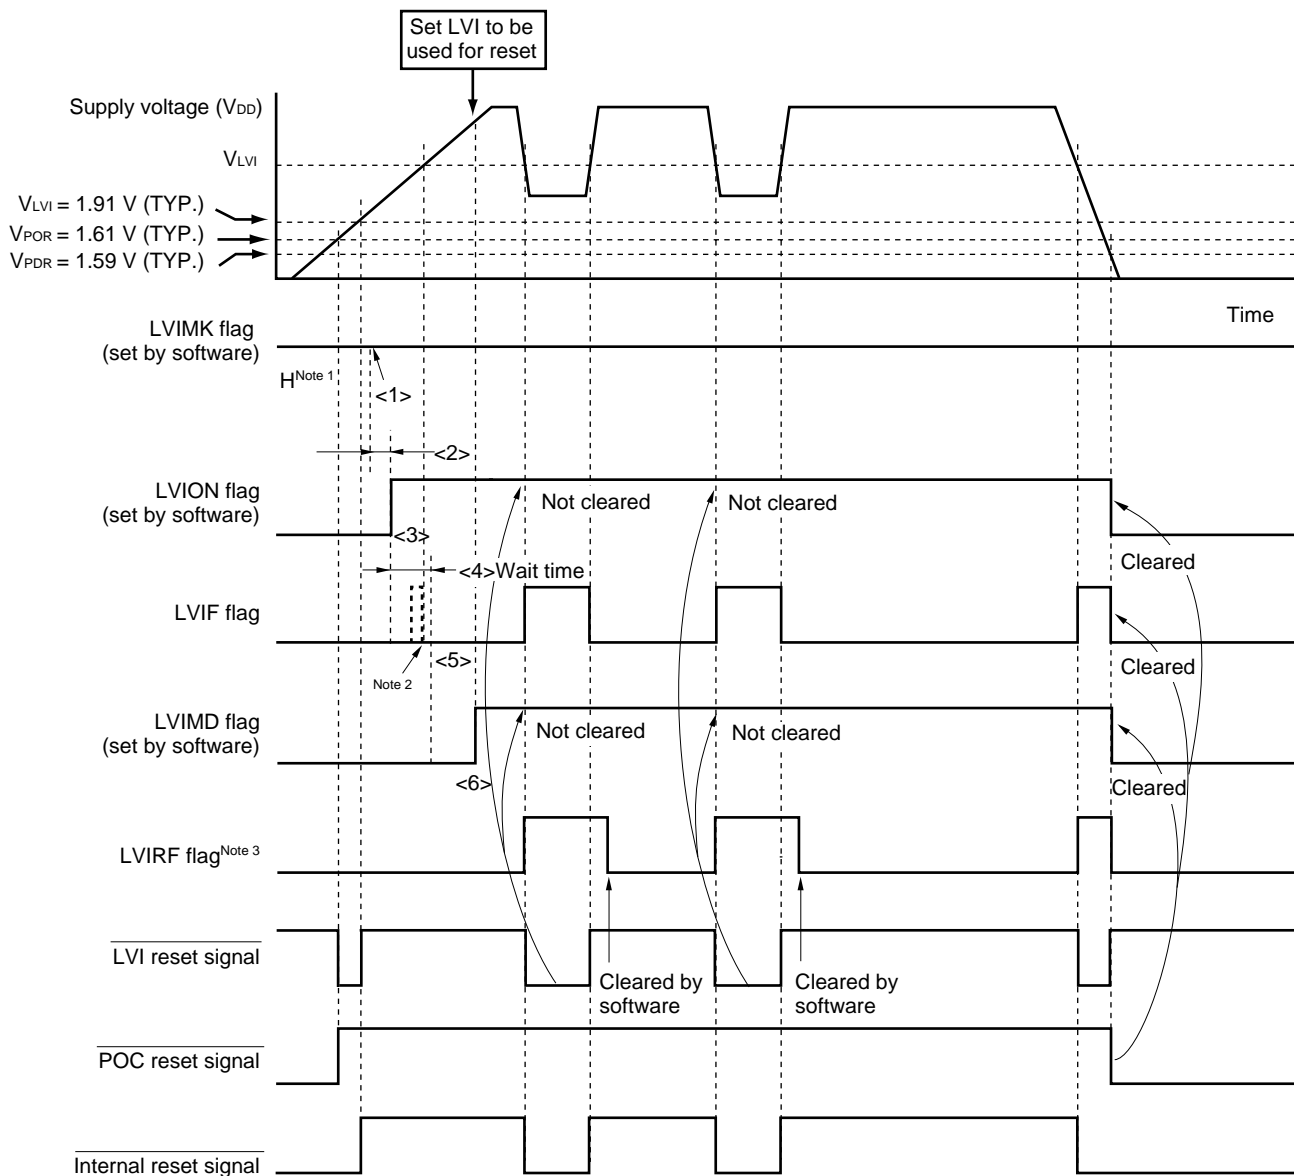 Set LVI to be
used for reset
Supply voltage (VDD)
VLVI
VLVI = 1.91 V (TYP.)
VPOR = 1.61 V (TYP.)
VPDR = 1.59 V (TYP.)
Time
LVIMK flag
(set by software)
HNote 1
<1>
<2>
LVION flag
(set by software)
Not cleared
Not cleared
<3>
Cleared
<4>Wait time
LVIF flag
<5>
Note 2
Cleared
LVIMD flag
(set by software)
Not cleared
Not cleared
<6>
Cleared
LVIRF flagNote 3
LVI reset signal
Cleared by
software
Cleared by
software
POC reset signal
Internal reset signal